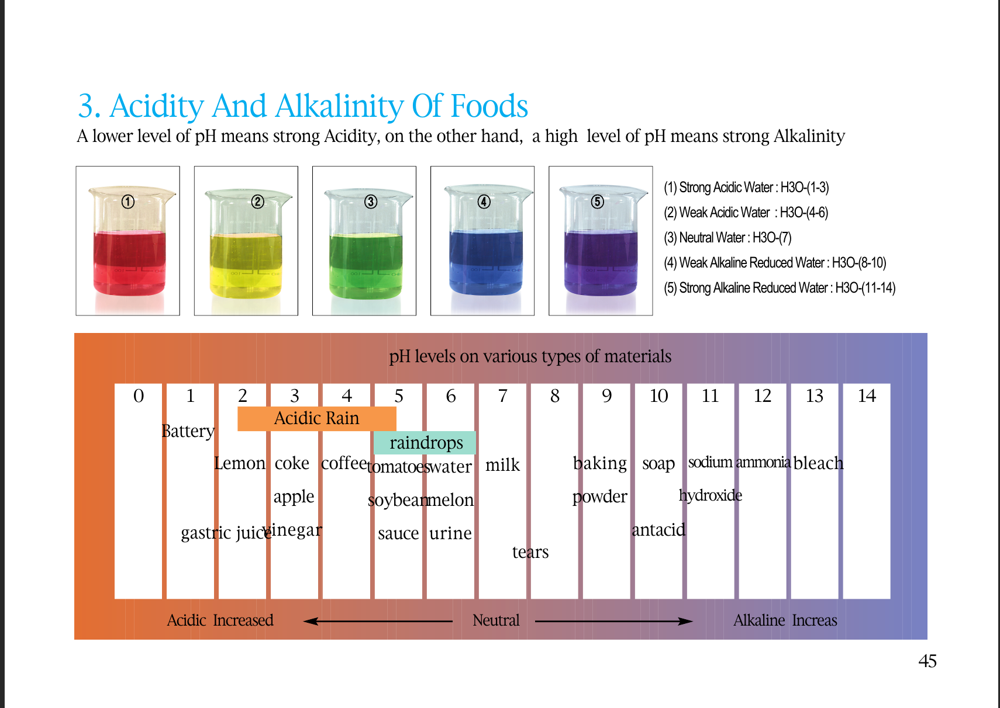 3. Acidity And Alkalinity Of Foods
A lower level of pH means strong Acidity, on the other hand, a high level of pH means strong Alkalinity
①
②
③
④
⑤
(1) Strong Acidic Water : H3O-(1-3)
(2) Weak Acidic Water : H3O-(4-6)
(3) Neutral Water : H3O-(7)
(4) Weak Alkaline Reduced Water : H3O-(8-10)
(5) Strong Alkaline Reduced Water : H3O-(11-14)
pH levels on various types of materials
0 1 2 3 4 5 6 7 8 9 10 11 12 13 14
Acidic Rain
Battery
raindrops
Lemon coke coffee tomatoes water milk baking soap sodium ammonia bleach
apple soybean melon powder hydroxide
gastric juice vinegar sauce urine antacid
tears
Acidic Increased Neutral Alkaline Increas
45